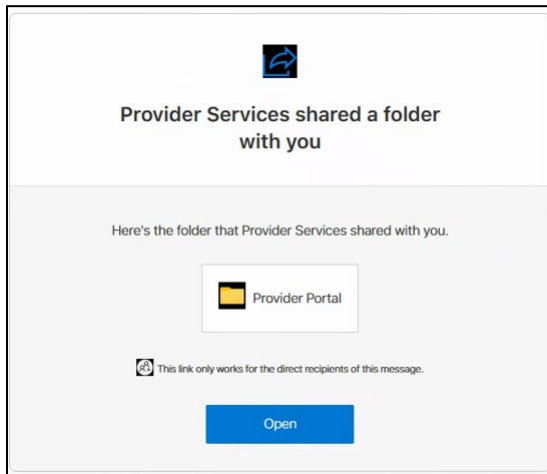 Provider Services shared a folder
with you
Here's the folder that Provider Services shared with you.
Provider Portal
This link only works for the direct recipients of this message.
Open